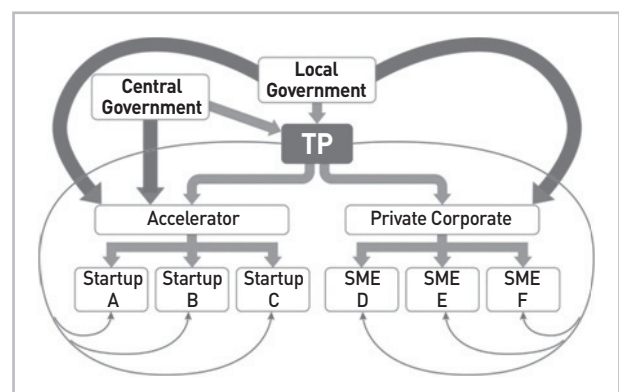 Local
Government
Central
Government
TP
Accelerator
Private Corporate
Startup
A
Startup
B
Startup
C
SME
D
SME
E
SME
F